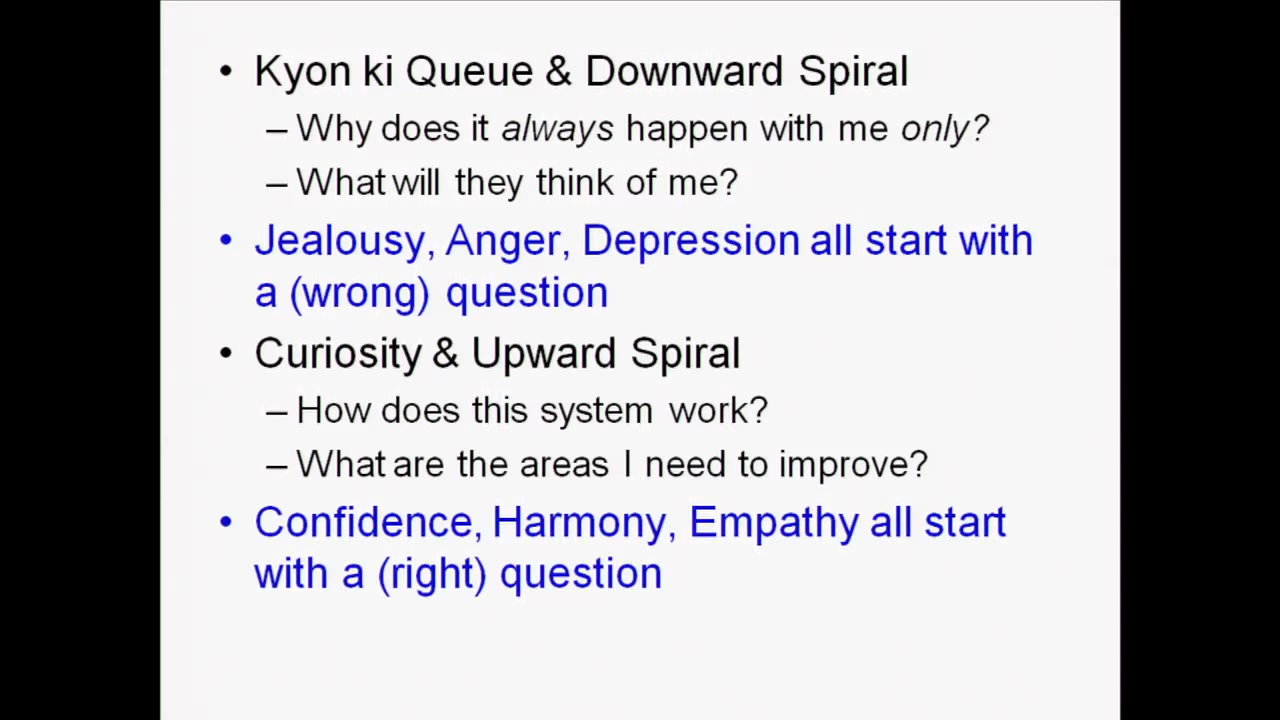 • Kyon ki Queue & Downward Spiral
– Why does it always happen with me only?
– What will they think of me?
• Jealousy, Anger, Depression all start with
a (wrong) question
• Curiosity & Upward Spiral
– How does this system work?
– What are the areas I need to improve?
• Confidence, Harmony, Empathy all start
with a (right) question